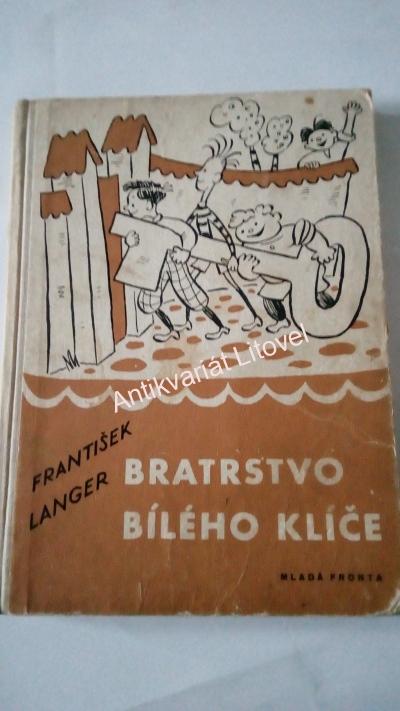 Antikvariát Litovel
FRANTIŠEK
LANGER
BRATRSTVO
BÍLÉHO KLÍČE
MLADÁ FRONTA